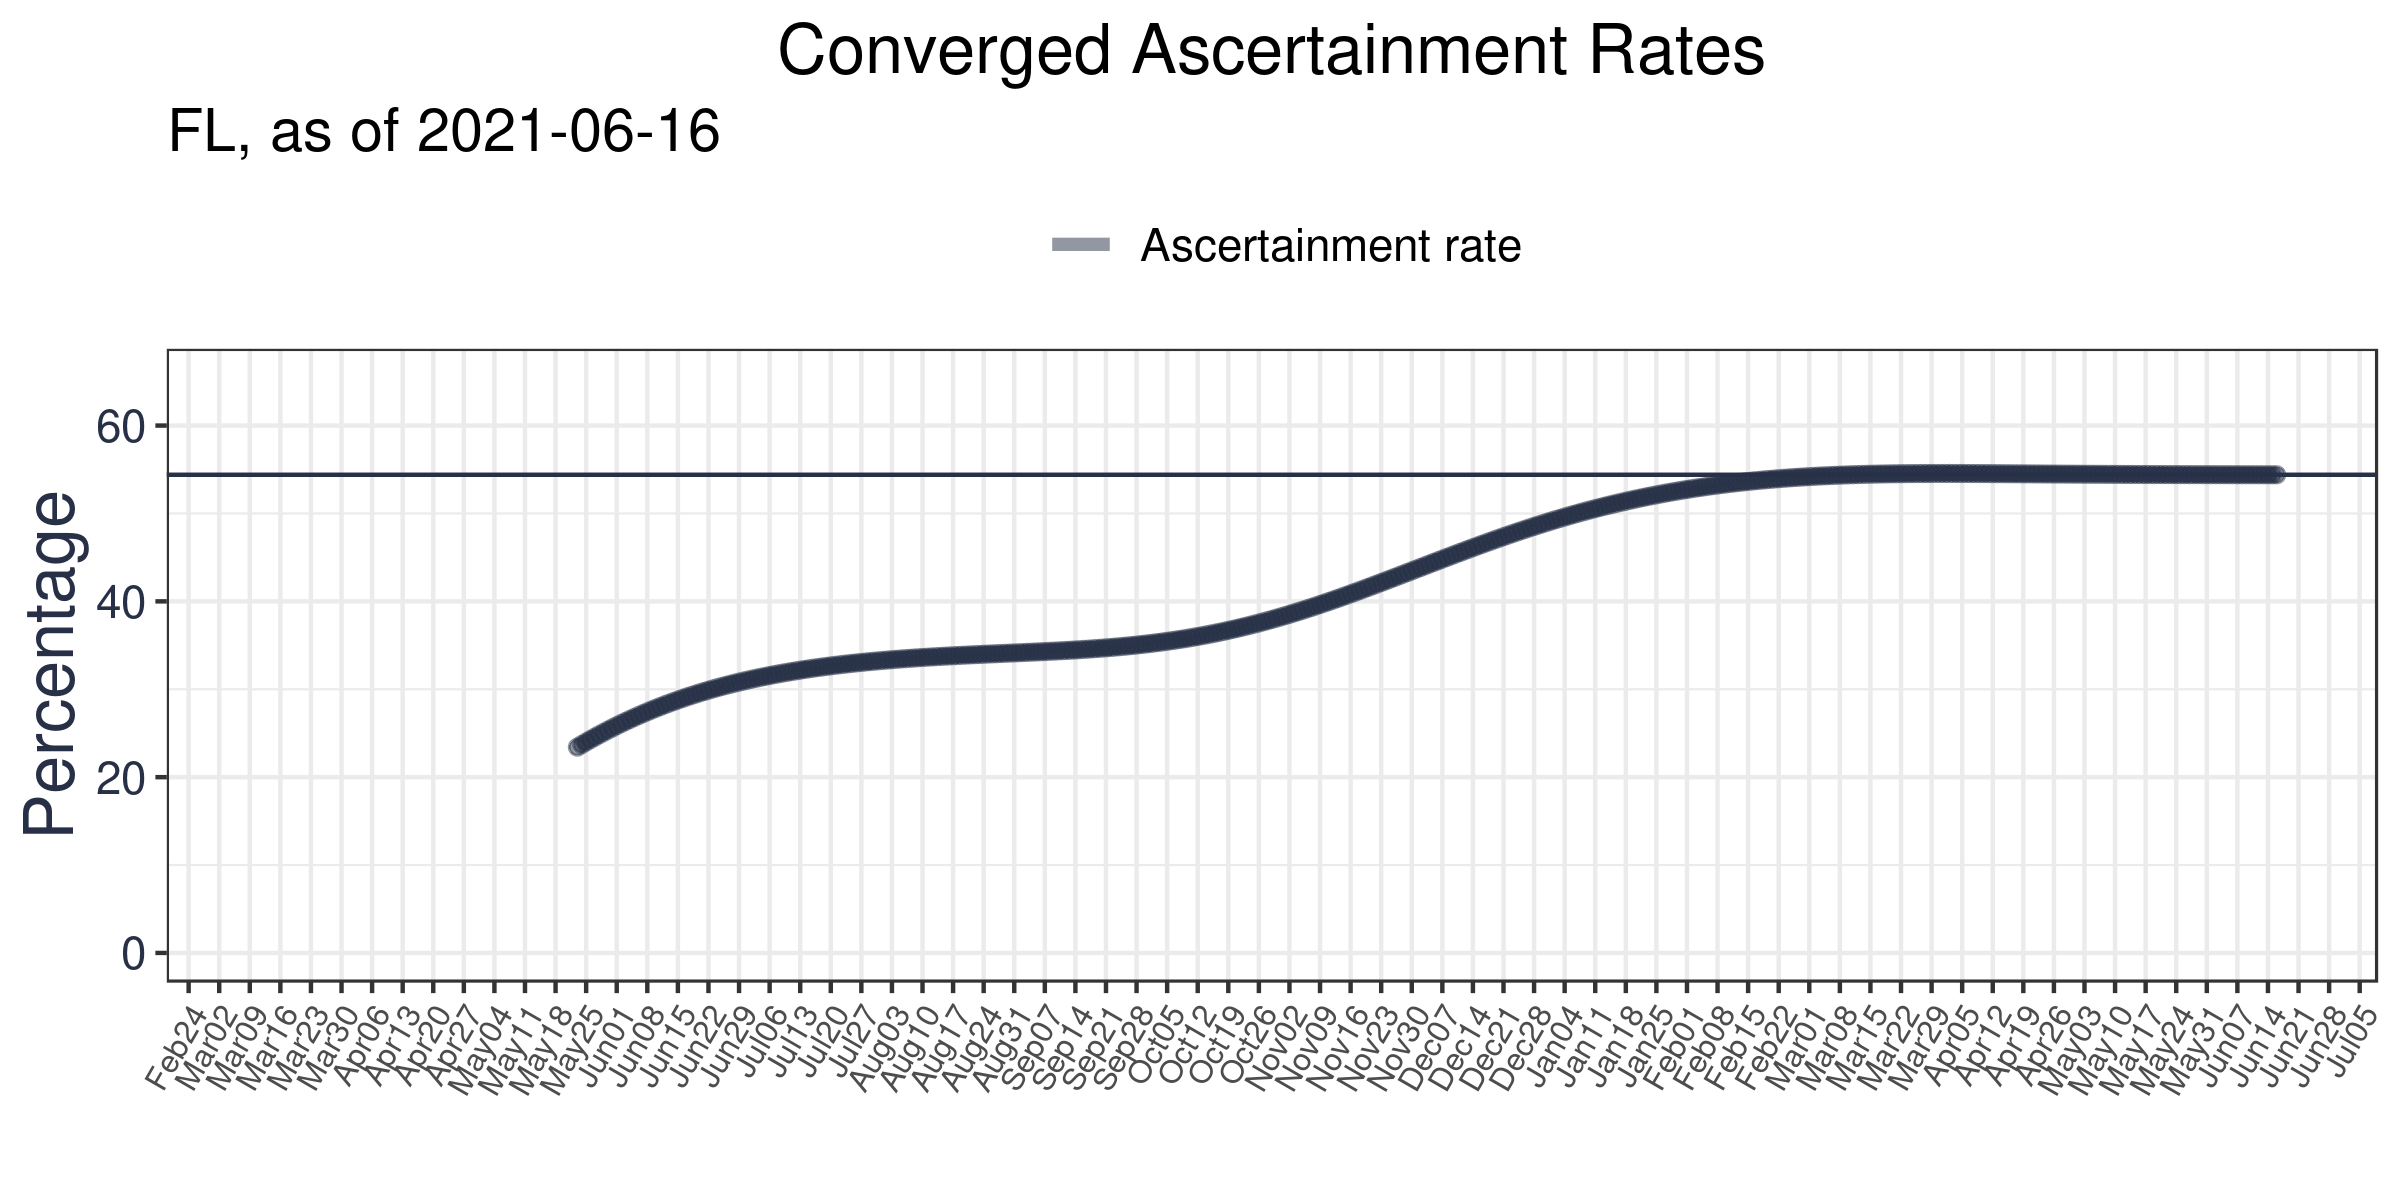 Converged Ascertainment Rates
FL, as of 2021-06-16
Ascertainment rate
Percentage
60
40
20
0
Feb24
Mar02
Mar09
Mar16
Mar23
Mar30
Apr06
Apr13
Apr20
Apr27
May04
May11
May18
May25
Jun01
Jun08
Jun15
Jun22
Jun29
Jul06
Jul13
Jul20
Jul27
Aug03
Aug10
Aug17
Aug24
Aug31
Sep07
Sep14
Sep21
Sep28
Oct05
Oct12
Oct19
Oct26
Nov02
Nov09
Nov16
Nov23
Nov30
Dec07
Dec14
Dec21
Dec28
Jan04
Jan11
Jan18
Jan25
Feb01
Feb08
Feb15
Feb22
Mar01
Mar08
Mar15
Mar22
Mar29
Apr05
Apr12
Apr19
Apr26
May03
May10
May17
May24
May31
Jun07
Jun14
Jun21
Jun28
Jul05